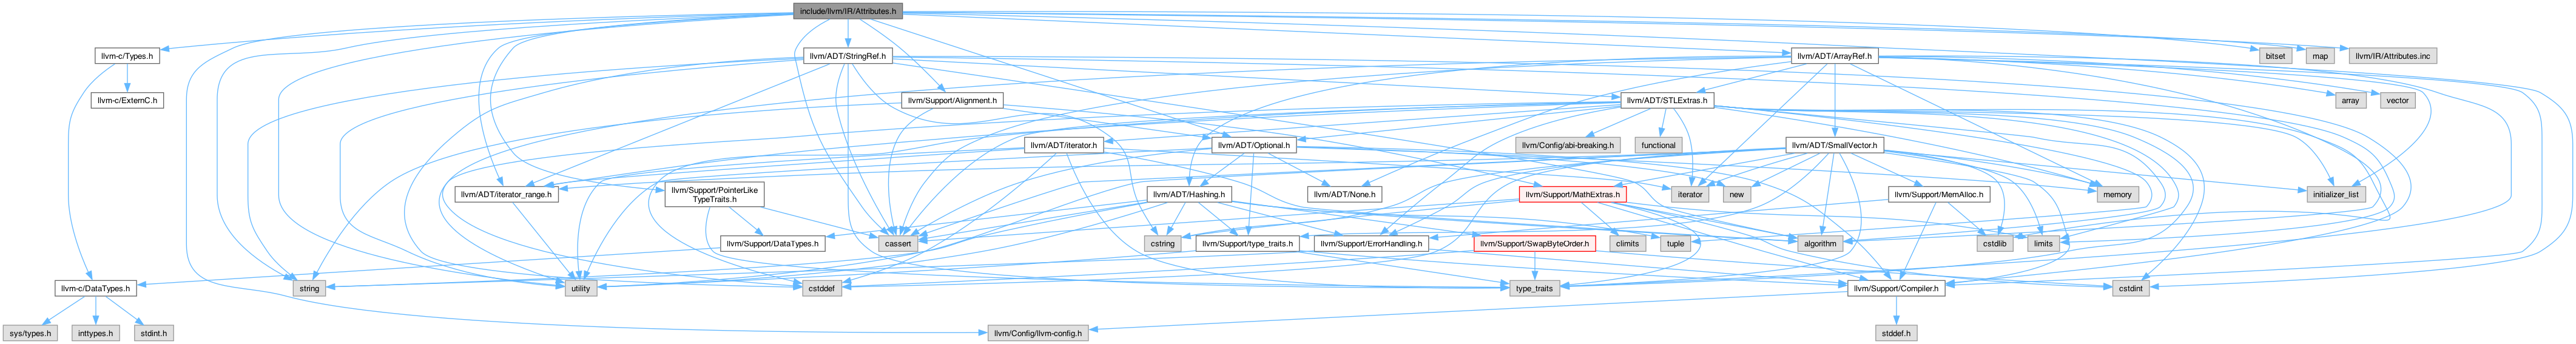 include/llvm/IR/Attributes.h
llvm-c/Types.h
llvm/ADT/StringRef.h
llvm/ADT/ArrayRef.h
bitset
map
llvm/IR/Attributes.inc
llvm-c/ExternC.h
llvm/Support/Alignment.h
llvm/ADT/STLExtras.h
array
vector
llvm/ADT/iterator.h
llvm/ADT/Optional.h
llvm/Config/abi-breaking.h
functional
llvm/ADT/SmallVector.h
llvm/ADT/iterator_range.h
llvm/Support/PointerLike
TypeTraits.h
llvm/ADT/Hashing.h
llvm/ADT/None.h
llvm/Support/MathExtras.h
iterator
new
llvm/Support/MemAlloc.h
memory
initializer_list
llvm/Support/DataTypes.h
cassert
cstring
llvm/Support/type_traits.h
llvm/Support/ErrorHandling.h
llvm/Support/SwapByteOrder.h
climits
tuple
algorithm
cstdlib
limits
llvm-c/DataTypes.h
string
utility
cstddef
type_traits
llvm/Support/Compiler.h
cstdint
sys/types.h
inttypes.h
stdint.h
llvm/Config/llvm-config.h
stddef.h